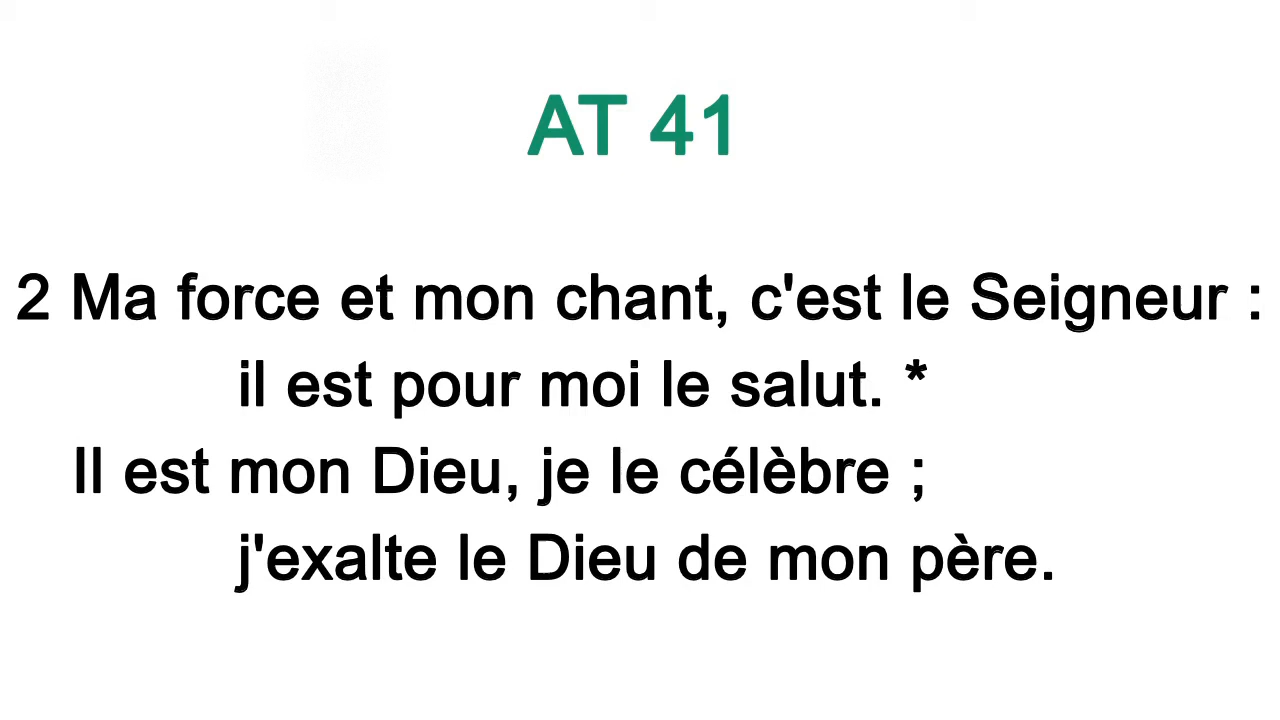 AT 41
2 Ma force et mon chant, c'est le Seigneur :
il est pour moi le salut. *
Il est mon Dieu, je le célèbre ;
j'exalte le Dieu de mon père.